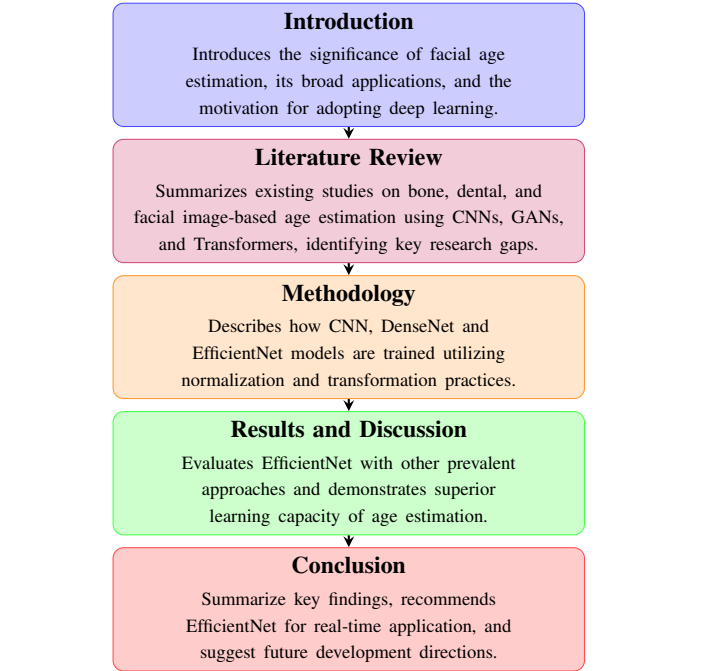 Introduction
Introduces the significance of facial age
estimation, its broad applications, and the
motivation for adopting deep learning.
Literature Review
Summarizes existing studies on bone, dental, and
facial image-based age estimation using CNNs, GANs,
and Transformers, identifying key research gaps.
Methodology
Describes how CNN, DenseNet and
EfficientNet models are trained utilizing
normalization and transformation practices.
Results and Discussion
Evaluates EfficientNet with other prevalent
approaches and demonstrates superior
learning capacity of age estimation.
Conclusion
Summarize key findings, recommends
EfficientNet for real-time application, and
suggest future development directions.